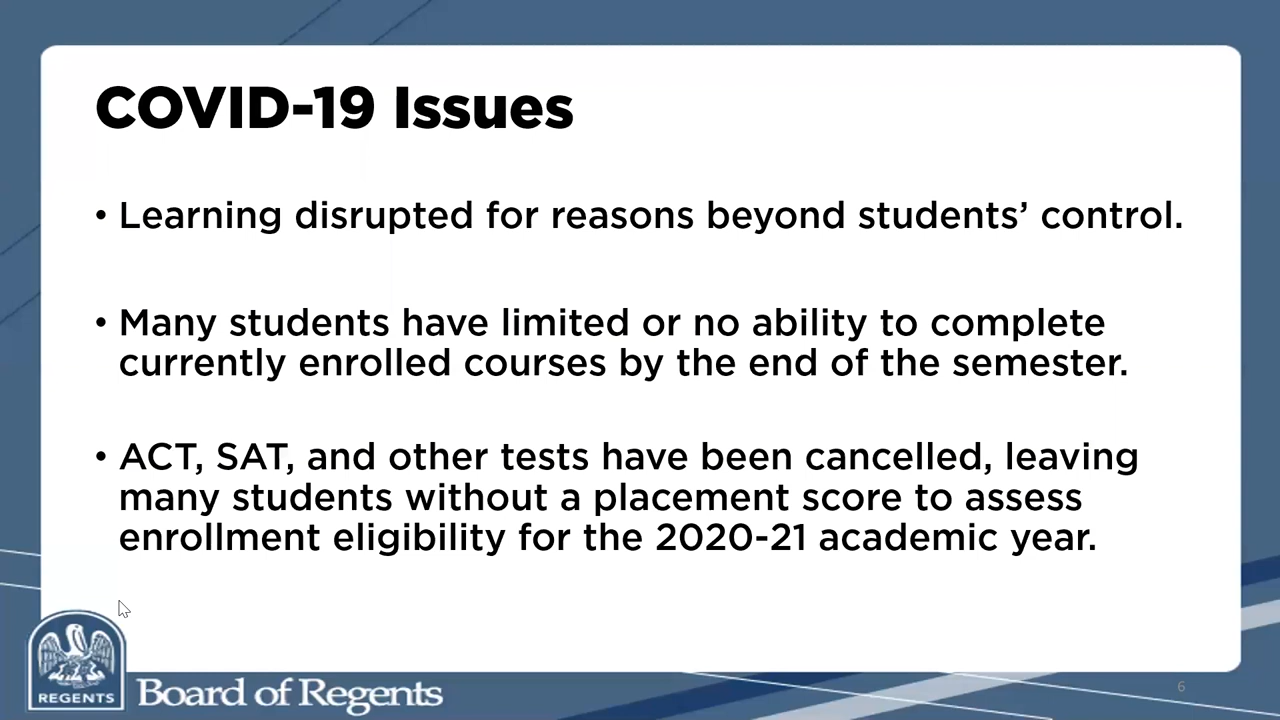 COVID-19 Issues
• Learning disrupted for reasons beyond students’ control.
• Many students have limited or no ability to complete
currently enrolled courses by the end of the semester.
• ACT, SAT, and other tests have been cancelled, leaving
many students without a placement score to assess
enrollment eligibility for the 2020-21 academic year.
REGENTS
Board of Regents
6